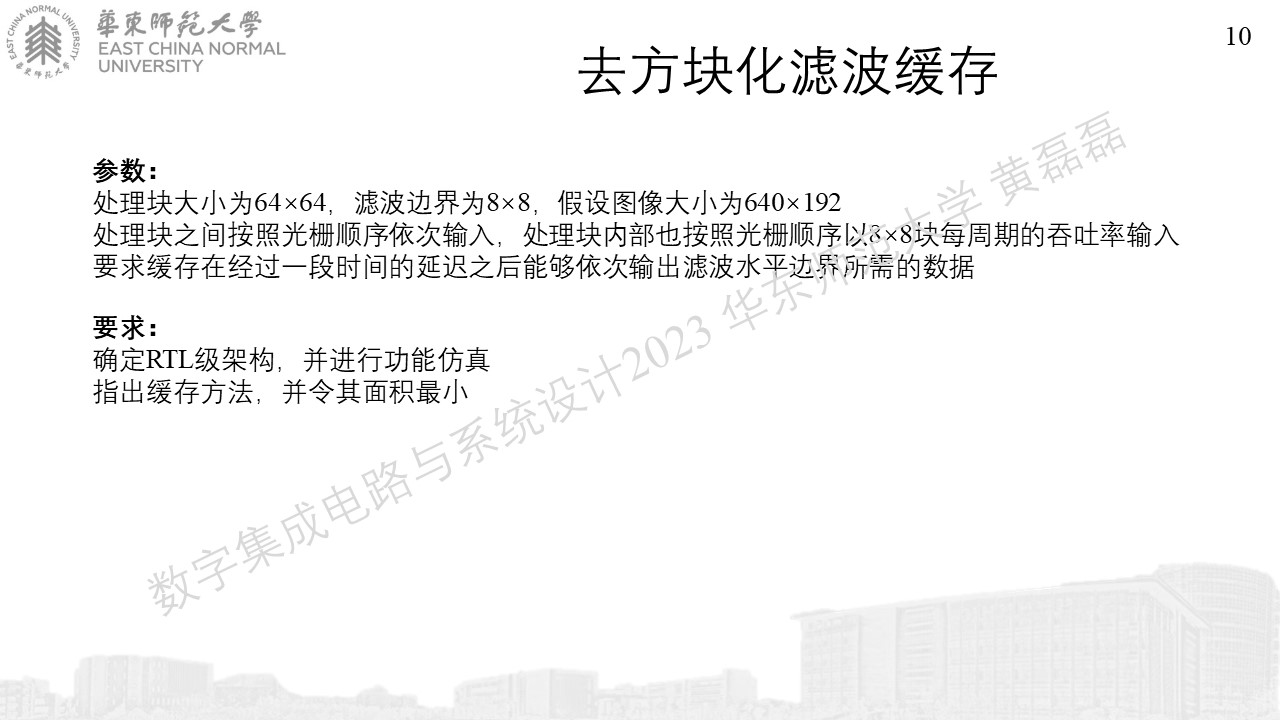 EAST CHINA NORMAL UNIVERSITY
華東师范大學
華東师范大學
EAST CHINA NORMAL
UNIVERSITY
10
去方块化滤波缓存
参数：
处理块大小为64×64，滤波边界为8×8，假设图像大小为640×192
处理块之间按照光栅顺序依次输入，处理块内部也按照光栅顺序以8×8块每周期的吞吐率输入
要求缓存在经过一段时间的延迟之后能够依次输出滤波水平边界所需的数据
要求：
确定RTL级架构，并进行功能仿真
指出缓存方法，并令其面积最小
数字集成电路与系统设计2023 华东师范大学 黄磊磊